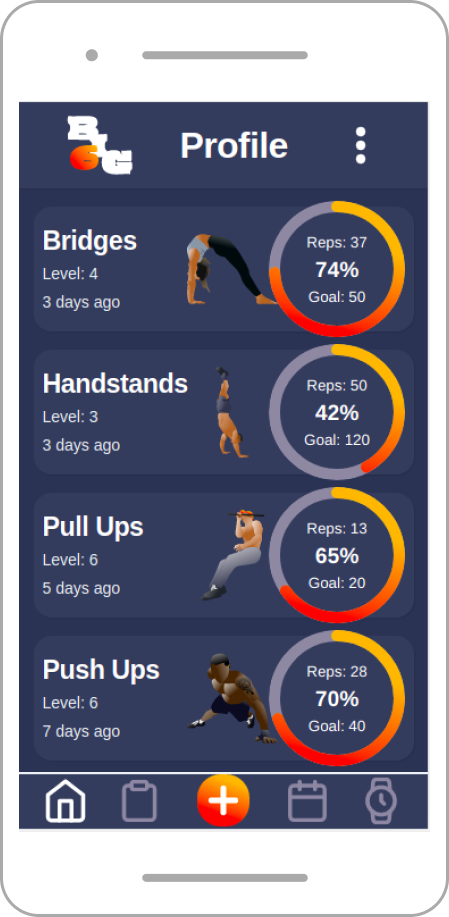 B
6 G
Profile
Bridges
Level: 4
3 days ago
Reps: 37
74%
Goal: 50
Handstands
Level: 3
3 days ago
Reps: 50
42%
Goal: 120
Pull Ups
Level: 6
5 days ago
Reps: 13
65%
Goal: 20
Push Ups
Level: 6
7 days ago
Reps: 28
70%
Goal: 40